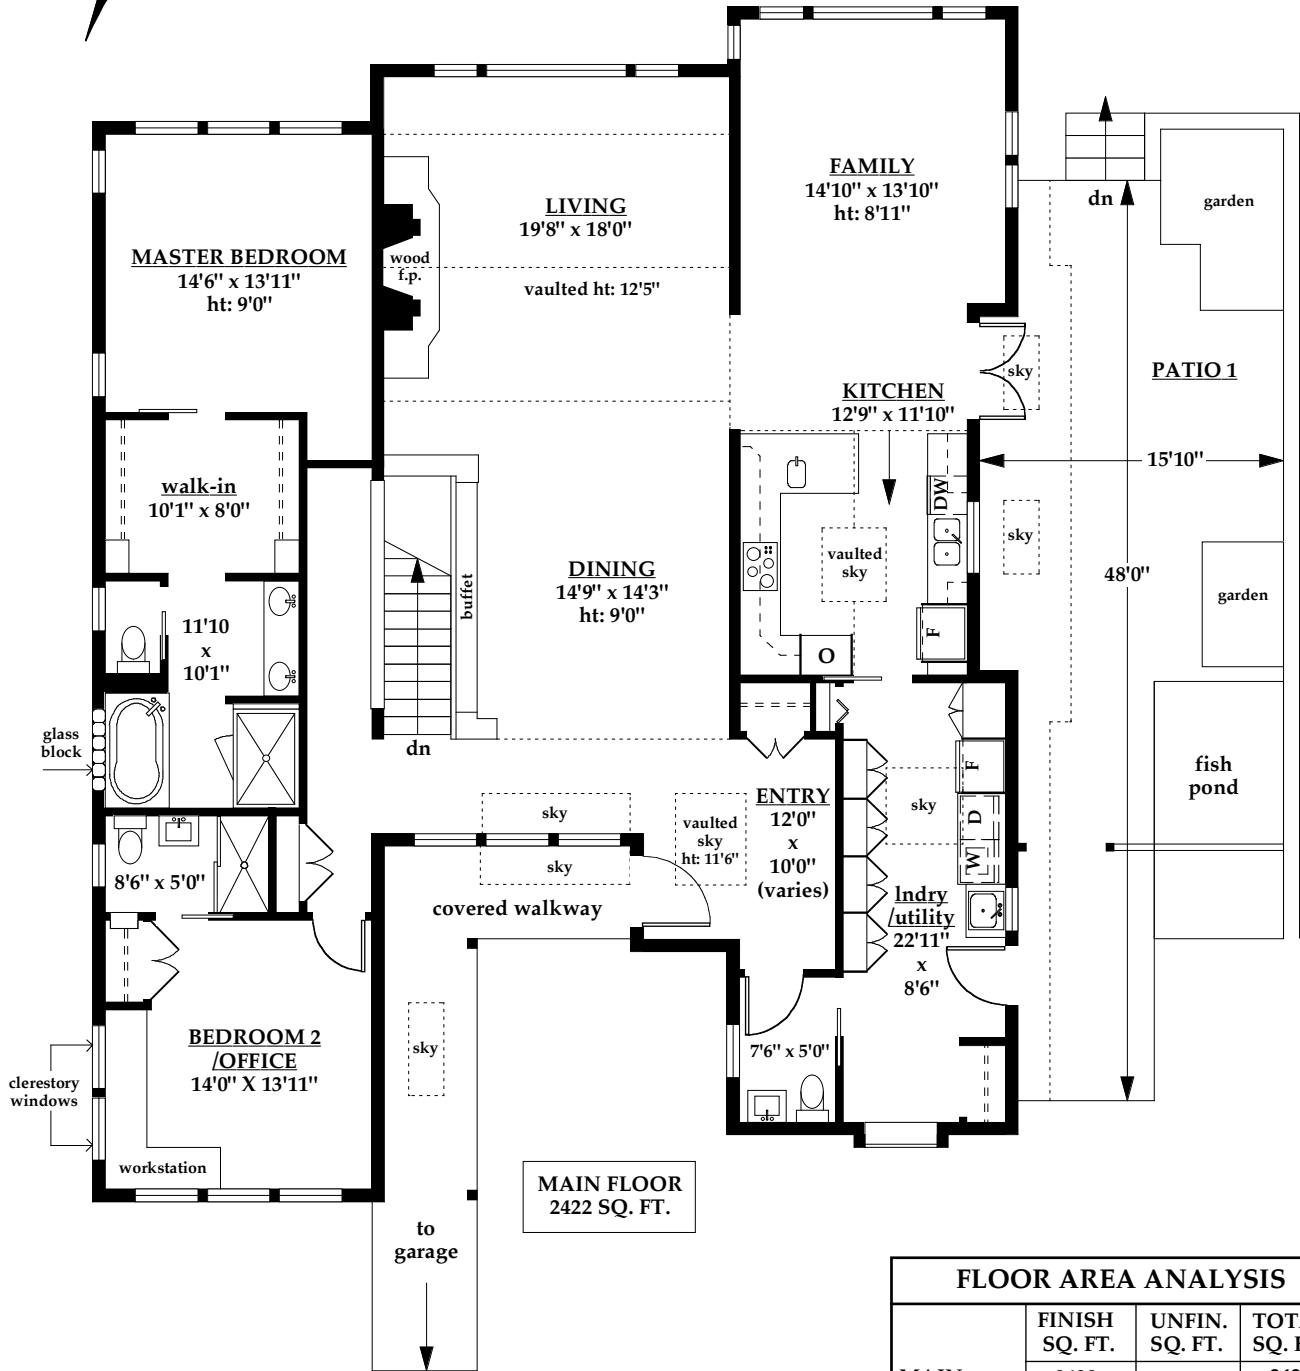 FAMILY
14'10" x 13'10"
ht: 8'11"
LIVING
19'8" x 18'0"
vaulted ht: 12'5"
wood
f.p.
MASTER BEDROOM
14'6" x 13'11"
ht: 9'0"
dn
garden
sky
PATIO 1
KITCHEN
12'9" x 11'10"
15'10"
walk-in
10'1" x 8'0"
DW
sky
vaulted
sky
48'0"
DINING
14'9" x 14'3"
ht: 9'0"
buffet
garden
11'10
x
10'1"
F
O
glass
block
dn
F
fish
pond
sky
sky
vaulted
sky
ht: 11'6"
ENTRY
12'0"
x
10'0"
(varies)
sky
D
W
8'6" x 5'0"
covered walkway
lndry
/utility
22'11"
x
8'6"
BEDROOM 2
/OFFICE
14'0" X 13'11"
sky
7'6" x 5'0"
clerestory
windows
workstation
MAIN FLOOR
2422 SQ. FT.
to
garage
FLOOR AREA ANALYSIS
FINISH
SQ. FT.
UNFIN.
SQ. FT.